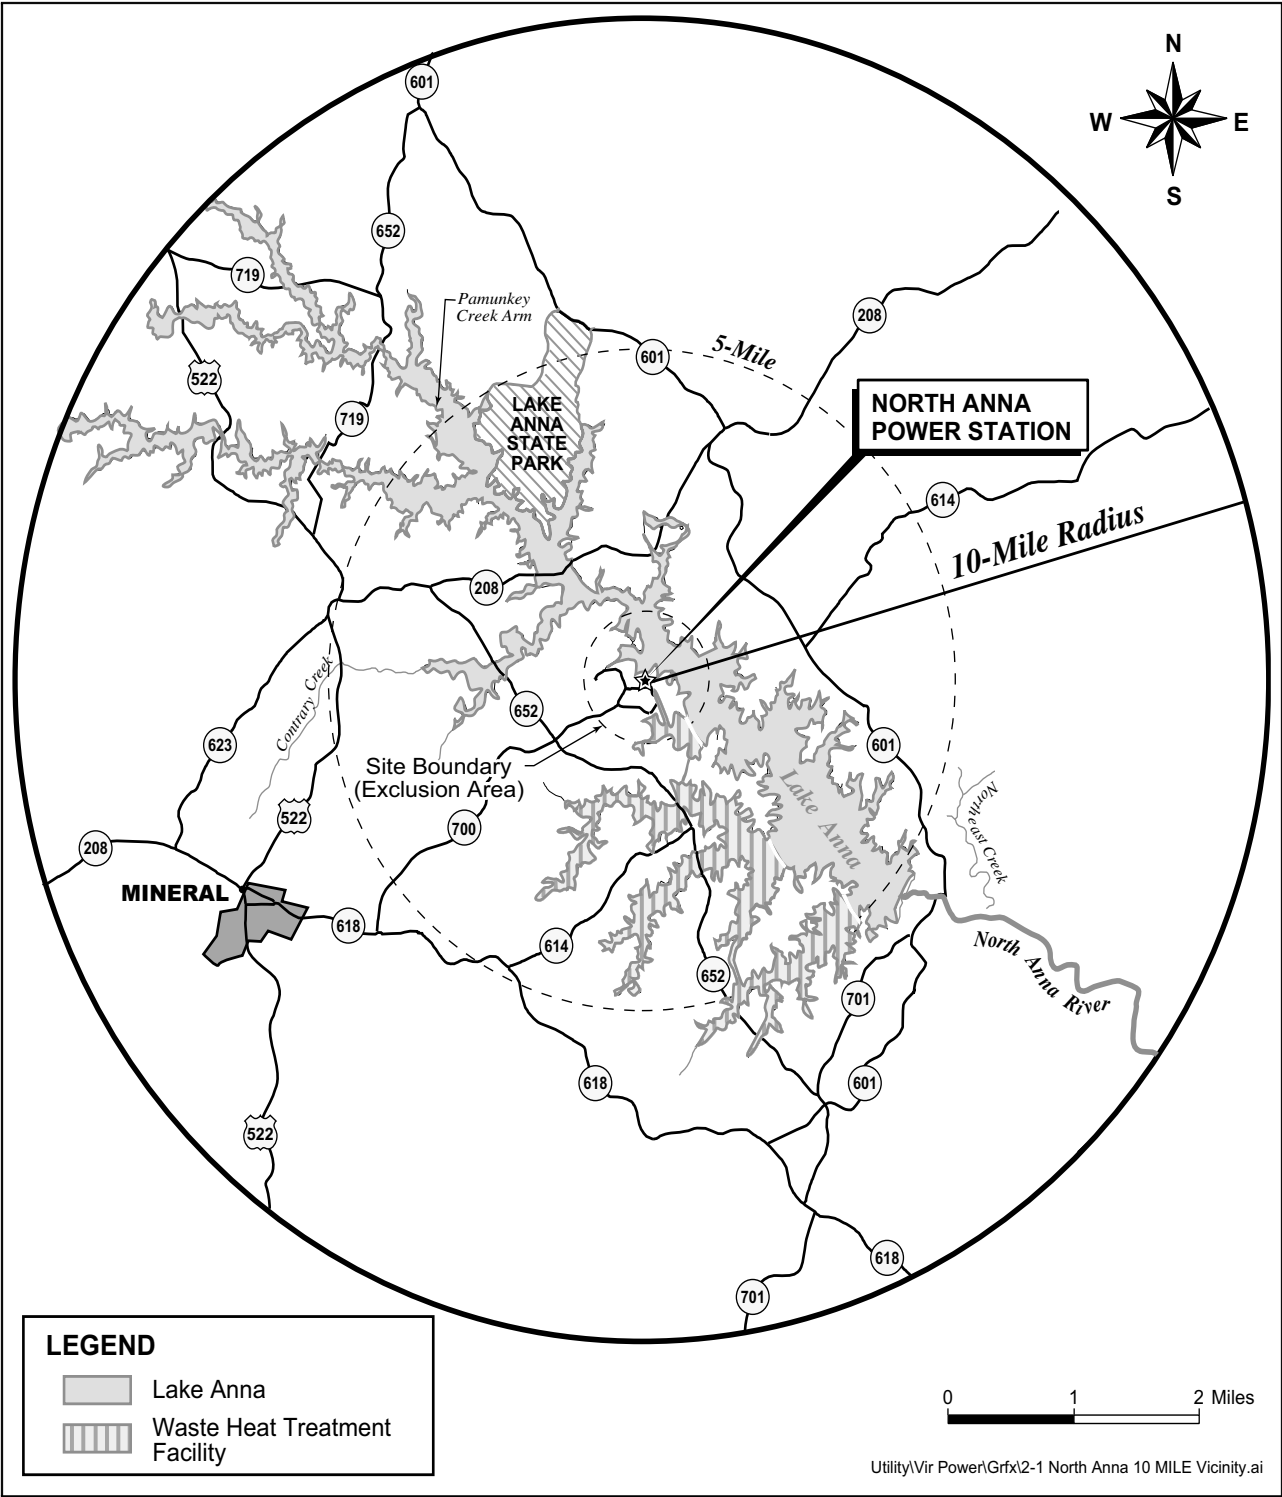 N
W E
S
601
652
719
Pamunkey
Creek Arm
208
601
5-Mile
522
719
LAKE
ANNA
STATE
PARK
NORTH ANNA
POWER STATION
614
10-Mile Radius
208
Contrary Creek
652
623
Site Boundary
(Exclusion Area)
601
Lake Anna
Northeast Creek
522
700
208
MINERAL
618
614
652
North Anna River
701
618
601
522
618
701
LEGEND
Lake Anna
Waste Heat Treatment
Facility
0 1 2 Miles
Utility\Vir Power\Grfx\2-1 North Anna 10 MILE Vicinity.ai